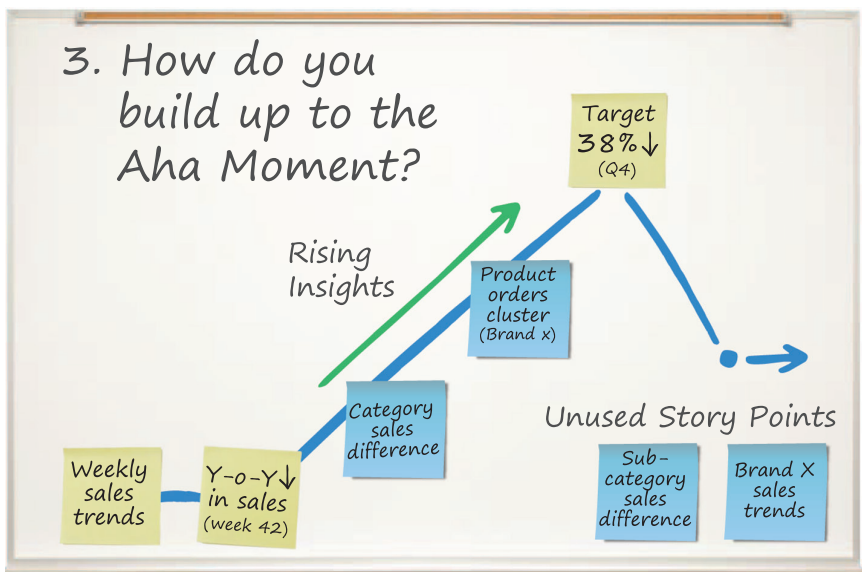 3. How do you
build up to the
Aha Moment?
Target
38%↓
(Q4)
Rising
Insights
Product
orders
cluster
(Brand x)
Category
sales
difference
Weekly
sales
trends
Y-o-Y↓
in sales
(week 42)
Unused Story Points
Sub-
category
sales
difference
Brand X
sales
trends